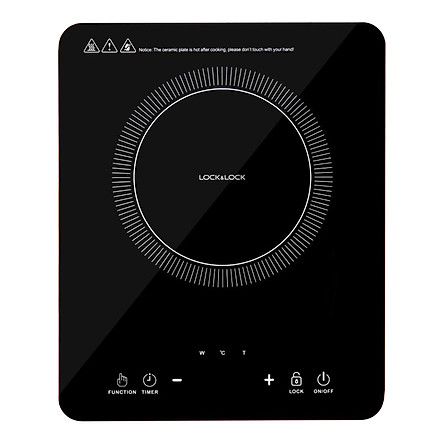 Notice: The ceramic plate is hot after cooking, please don't touch with your hand!
LOCK&LOCK
W °C T
FUNCTION TIMER − + LOCK ON/OFF